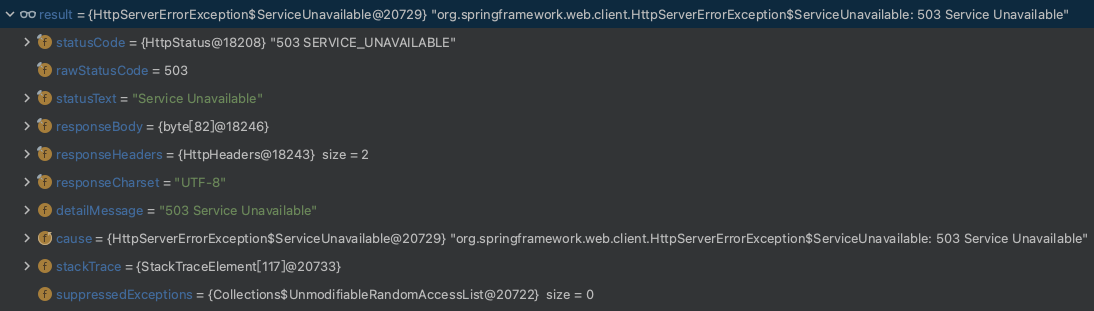 result = {HttpServerErrorException$ServiceUnavailable@20729} "org.springframework.web.client.HttpServerErrorException$ServiceUnavailable: 503 Service Unavailable"
f statusCode = {HttpStatus@18208} "503 SERVICE_UNAVAILABLE"
f rawStatusCode = 503
f statusText = "Service Unavailable"
f responseBody = {byte[82]@18246}
f responseHeaders = {HttpHeaders@18243} size = 2
f responseCharset = "UTF-8"
f detailMessage = "503 Service Unavailable"
f cause = {HttpServerErrorException$ServiceUnavailable@20729} "org.springframework.web.client.HttpServerErrorException$ServiceUnavailable: 503 Service Unavailable"
f stackTrace = {StackTraceElement[117]@20733}
f suppressedExceptions = {Collections$UnmodifiableRandomAccessList@20722} size = 0